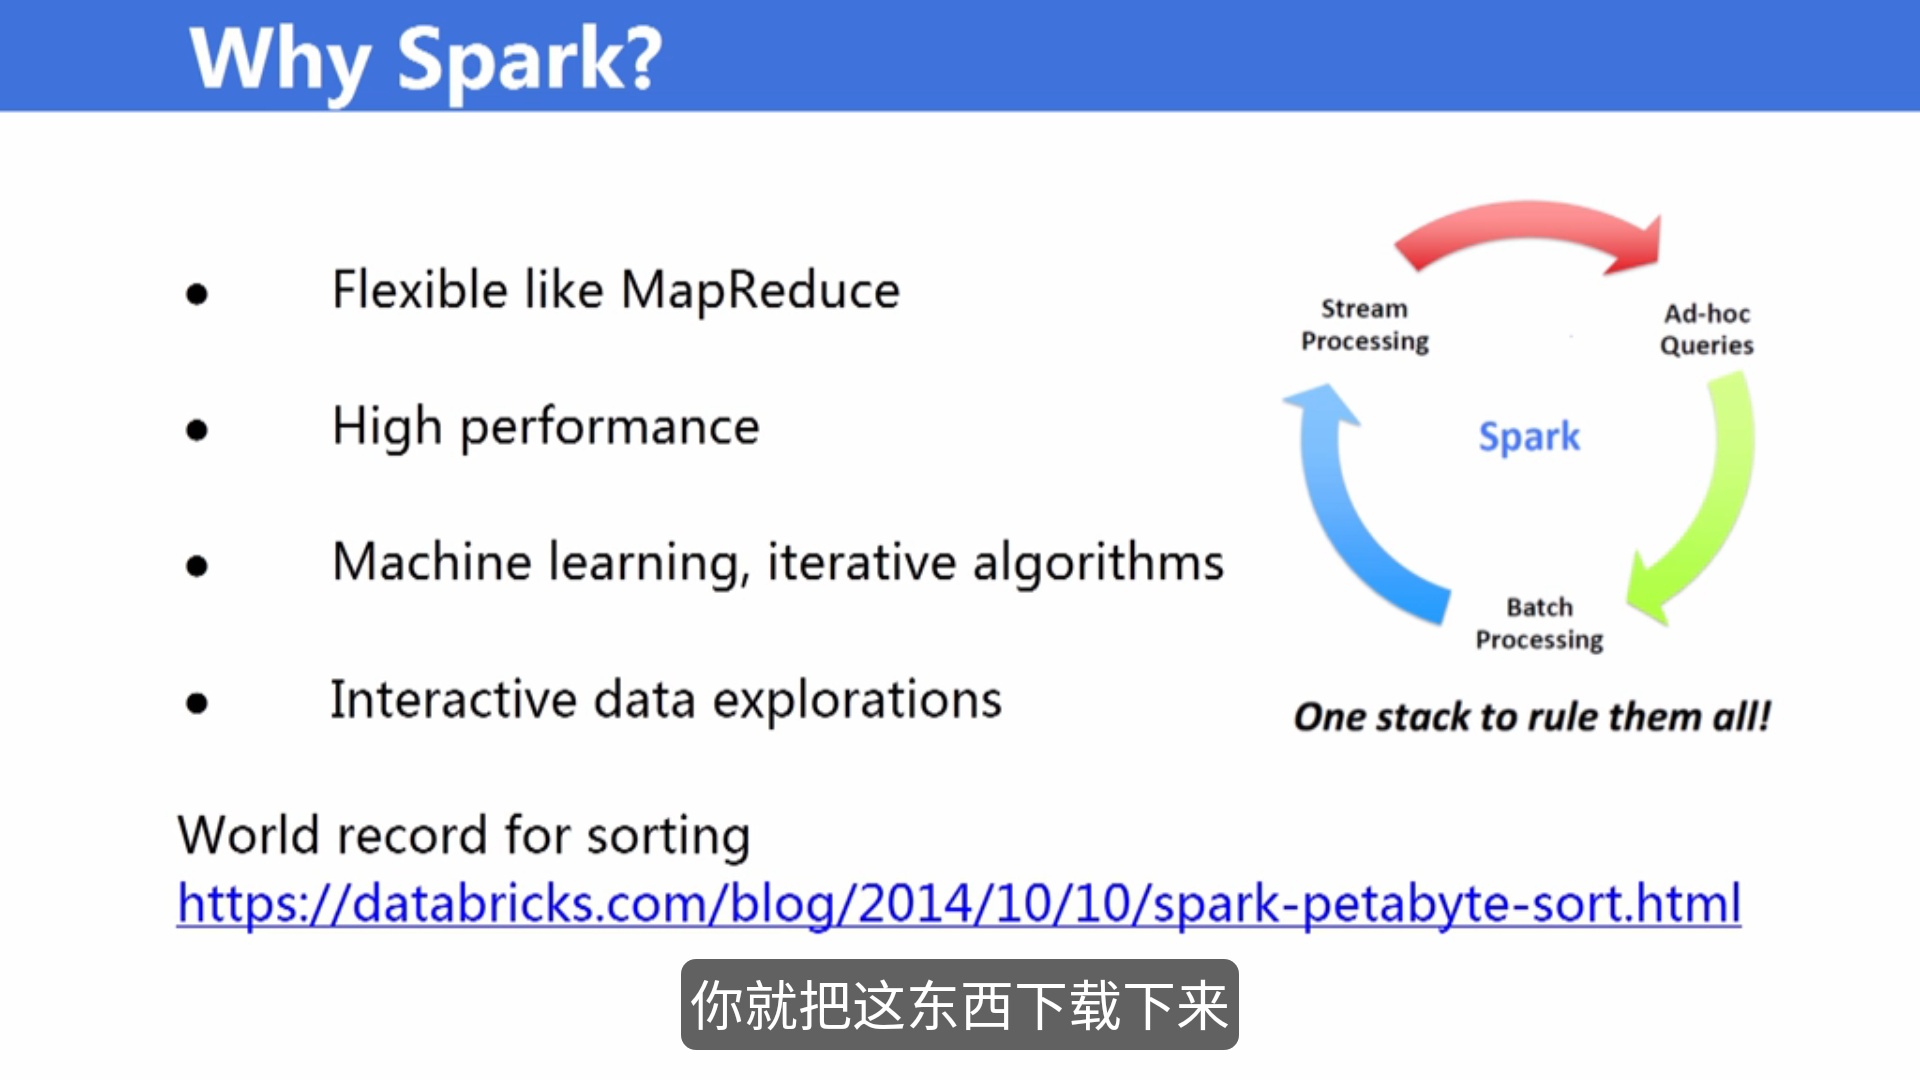 Why Spark?
• Flexible like MapReduce
• High performance
• Machine learning, iterative algorithms
• Interactive data explorations
Stream
Processing
Ad-hoc
Queries
Spark
Batch
Processing
One stack to rule them all!
World record for sorting
https://databricks.com/blog/2014/10/10/spark-petabyte-sort.html
你就把这东西下载下来